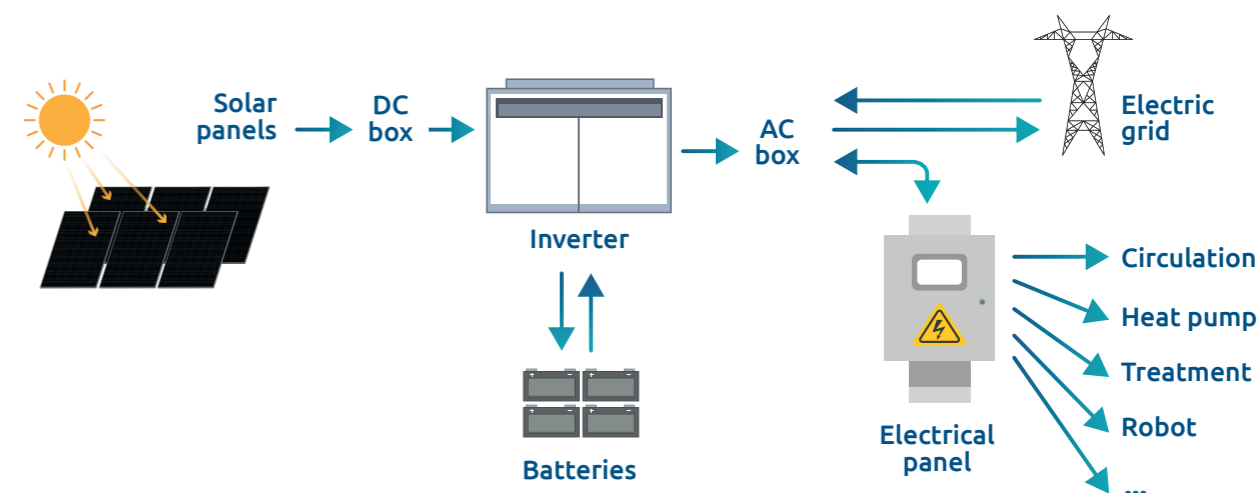 Solar
panels
DC
box
Inverter
Batteries
AC
box
Electric
grid
Electrical
panel
Circulation
Heat pump
Treatment
Robot
...